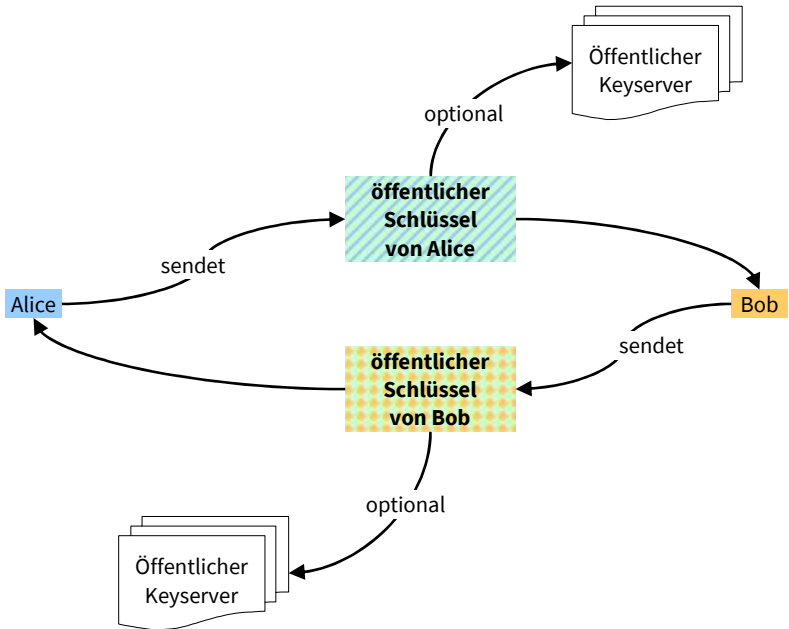 Öffentlicher
Keyserver
optional
öffentlicher
Schlüssel
von Alice
sendet
Alice
Bob
sendet
öffentlicher
Schlüssel
von Bob
optional
Öffentlicher
Keyserver